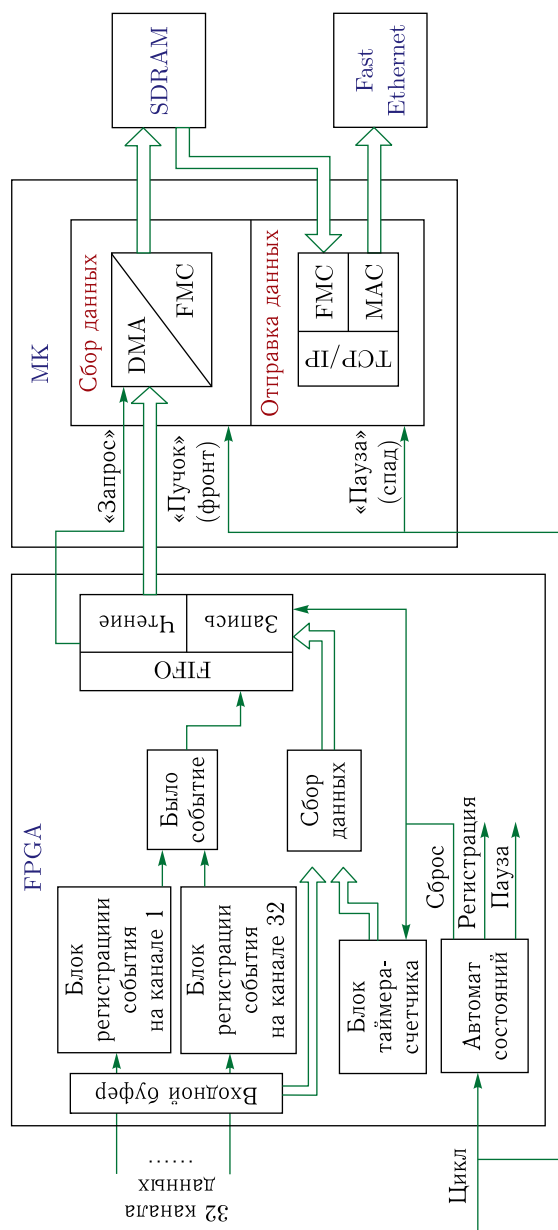 FPGA
32 канала
данных
......
Входной буфер
Блок
регистрациии
события
на канале 1
Блок
регистрации
события
на канале 32
Было
событие
Сбор
данных
Блок
таймера-
счетчика
Цикл
Автомат
состояний
Сброс
Регистрация
Пауза
FIFO
Чтение
Запись
МК
«Запрос»
«Пучок»
(фронт)
«Пауза»
(спад)
Сбор данных
DMA
FMC
Отправка данных
TCP/IP
FMC
MAC
SDRAM
Fast
Ethernet